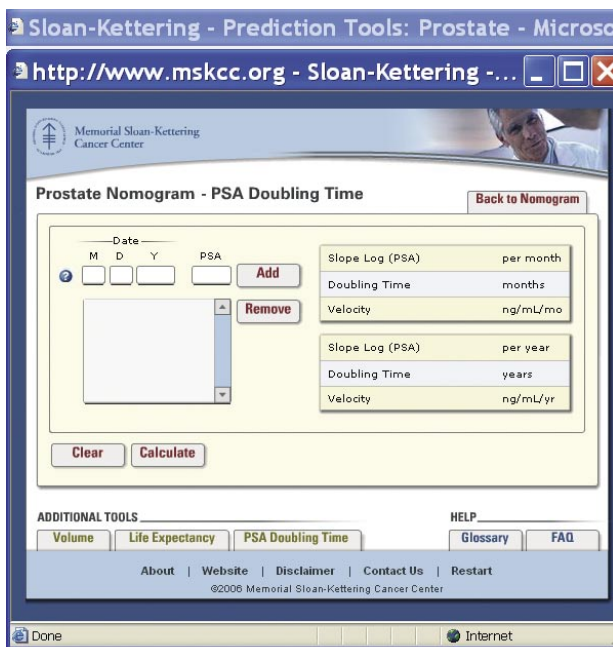 Sloan-Kettering - Prediction Tools: Prostate - Microso
http://www.mskcc.org - Sloan-Kettering -...
Memorial Sloan-Kettering
Cancer Center
Prostate Nomogram - PSA Doubling Time
Back to Nomogram
Date
M D Y PSA
Add
Remove
Slope Log (PSA) per month
Doubling Time months
Velocity ng/mL/mo
Slope Log (PSA) per year
Doubling Time years
Velocity ng/mL/yr
Clear Calculate
ADDITIONAL TOOLS HELP
Volume Life Expectancy PSA Doubling Time Glossary FAQ
About | Website | Disclaimer | Contact Us | Restart
©2006 Memorial Sloan-Kettering Cancer Center
Done Internet